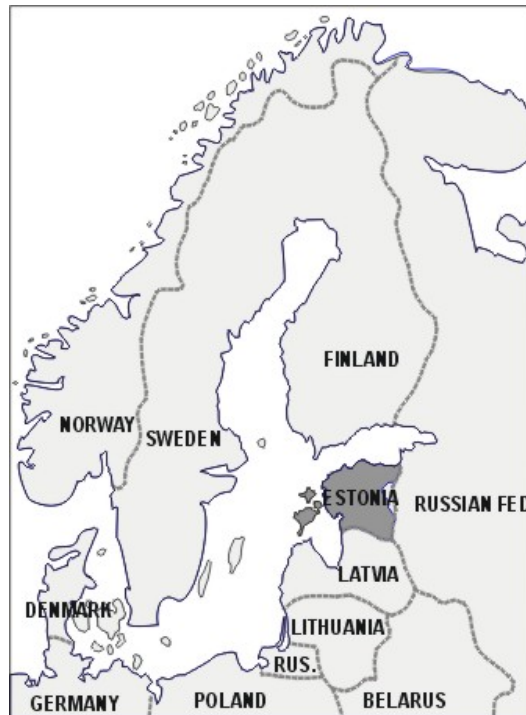 FINLAND
NORWAY
SWEDEN
ESTONIA
RUSSIAN FED
LATVIA
DENMARK
LITHUANIA
RUS.
GERMANY
POLAND
BELARUS